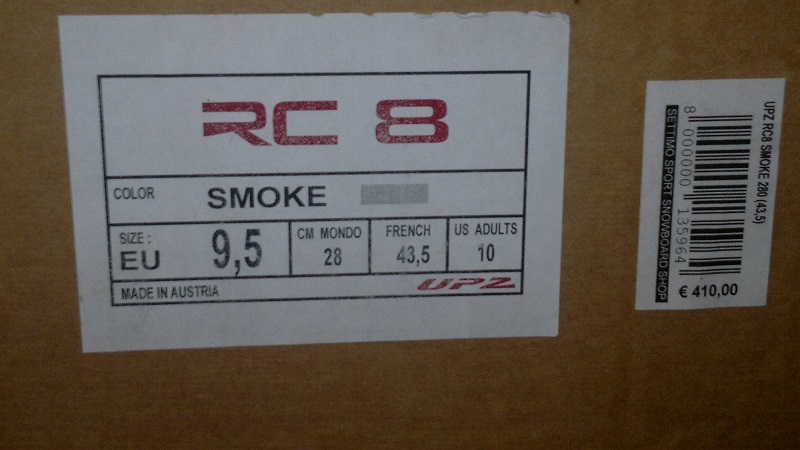 RC 8
COLOR SMOKE
SIZE : EU 9,5
CM MONDO 28
FRENCH 43,5
US ADULTS 10
MADE IN AUSTRIA UPZ
UPZ RC8 SMOKE 280 (43,5)
8 000000 135964
SETTIMO SPORT SNOWBOARD SHOP
€ 410,00